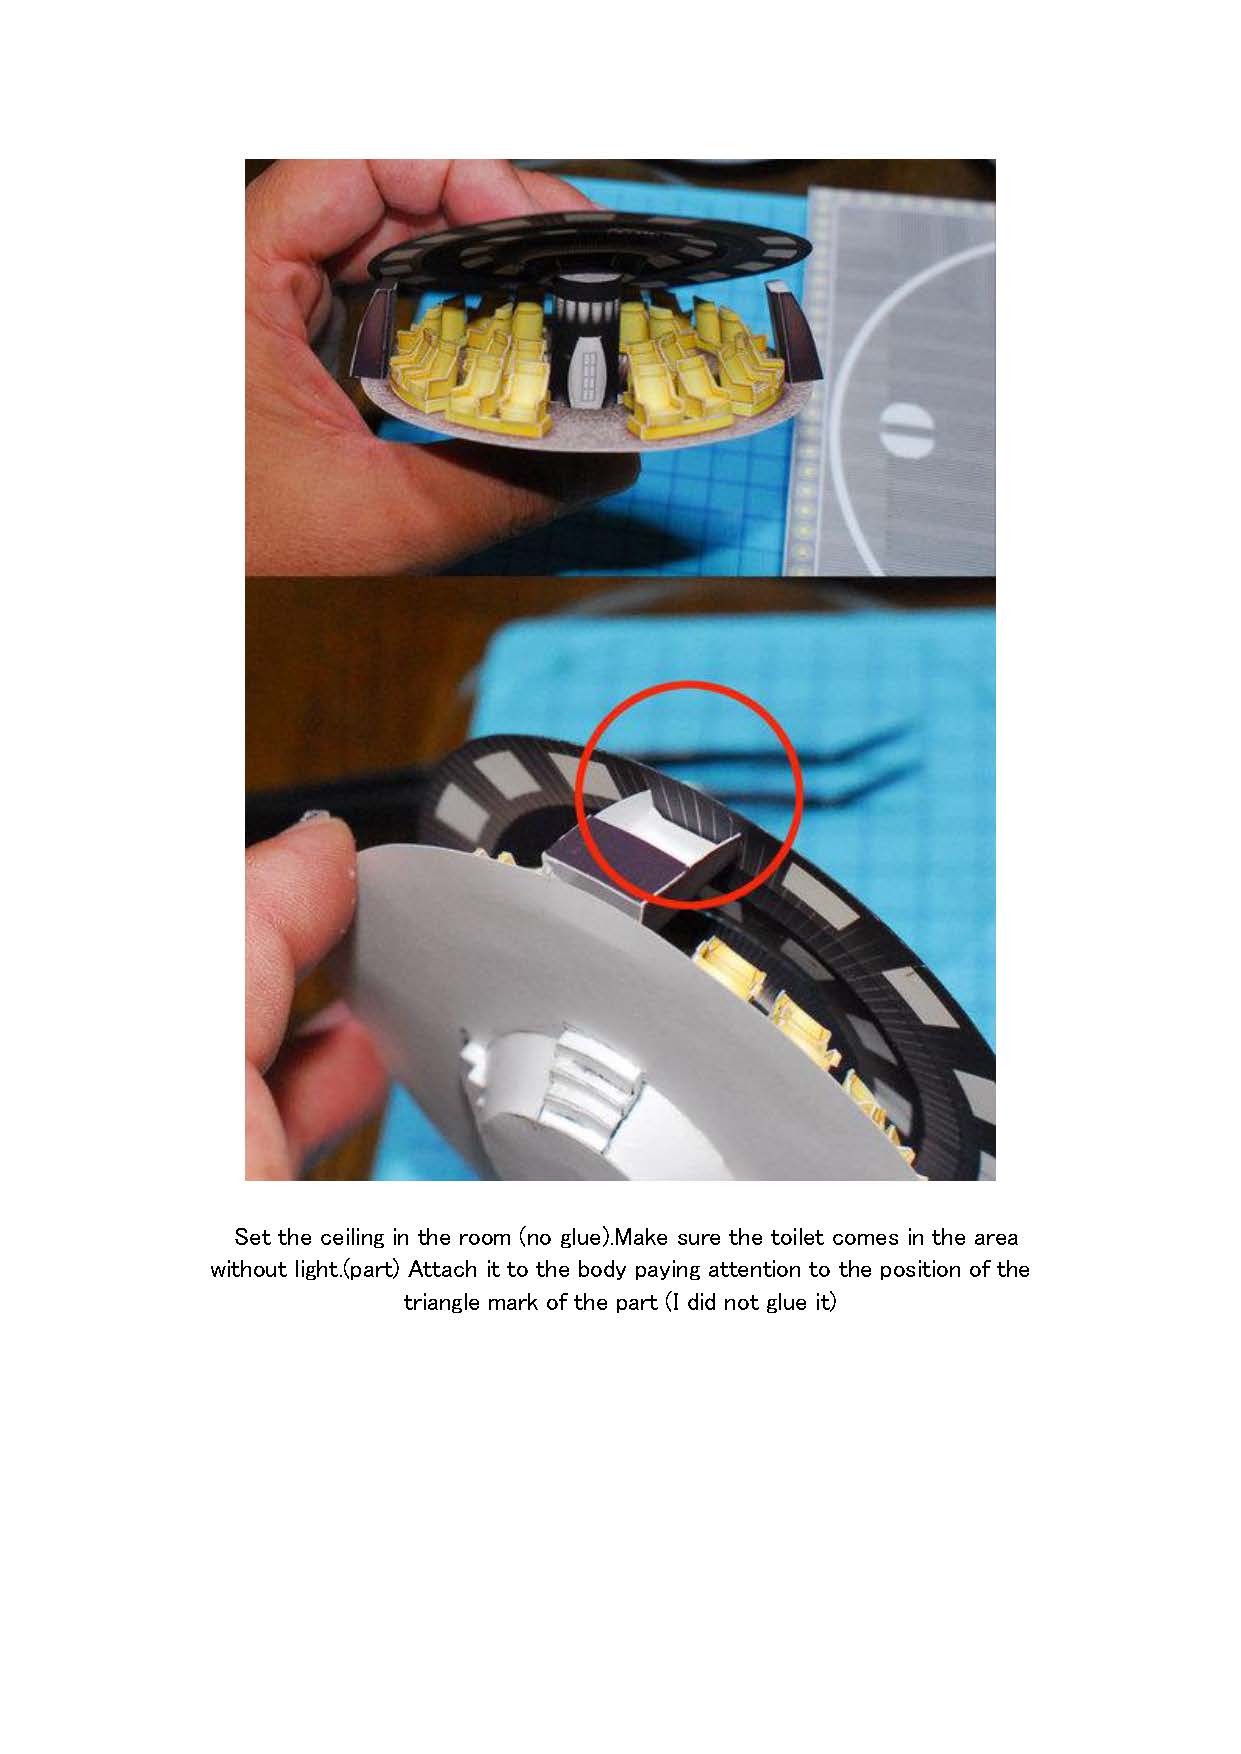 Set the ceiling in the room (no glue).Make sure the toilet comes in the area
without light.(part) Attach it to the body paying attention to the position of the
triangle mark of the part (I did not glue it)